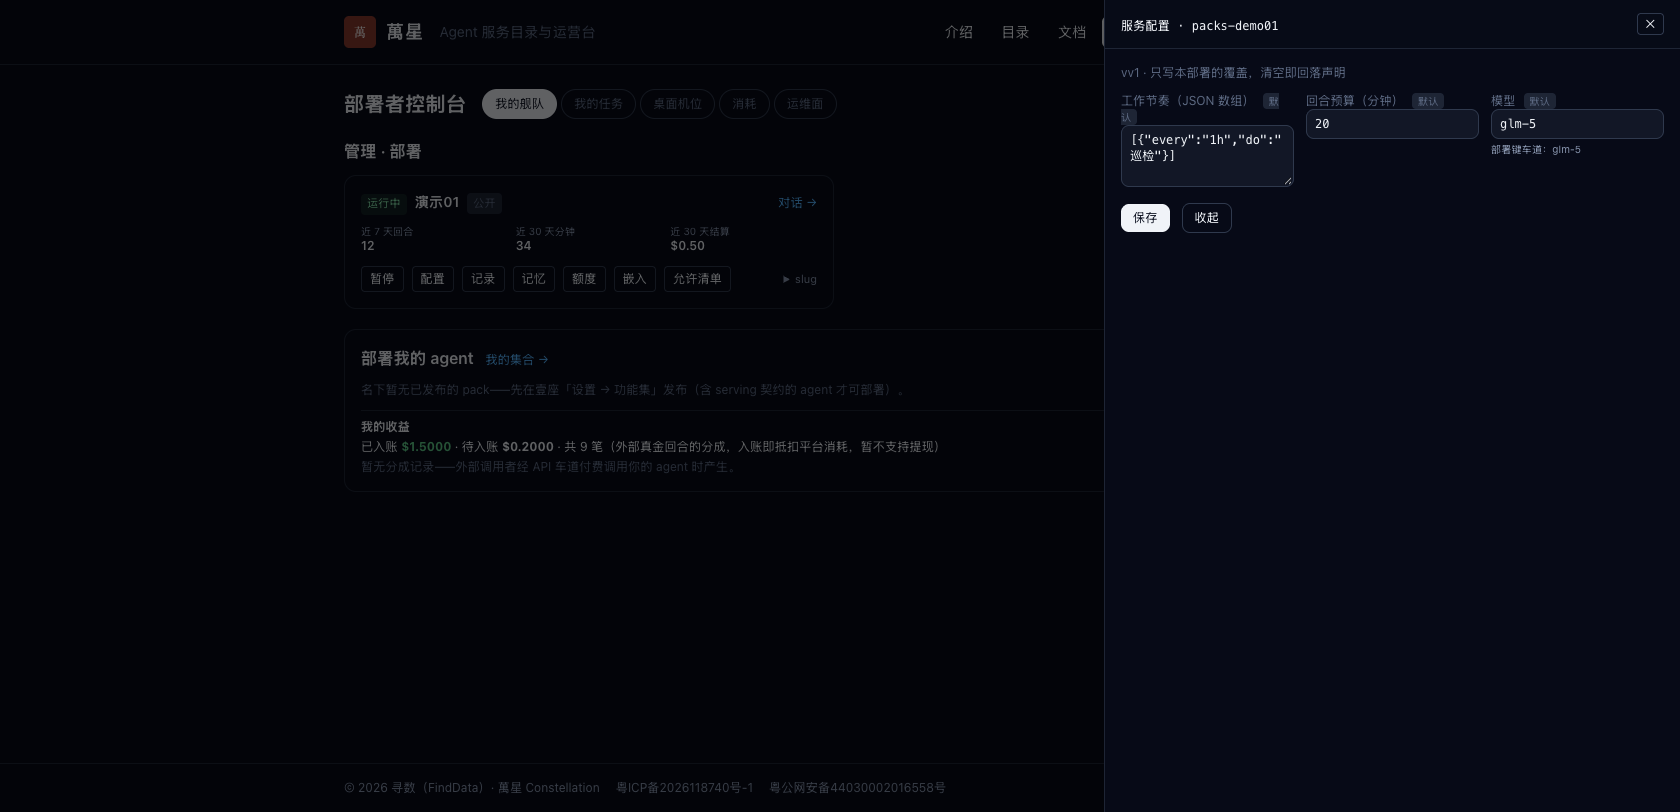 萬
萬星
Agent 服务目录与运营台
介绍
目录
文档
部署者控制台
我的舰队
我的任务
桌面机位
消耗
运维面
管理 · 部署
运行中
演示01
公开
对话 →
近 7 天回合
近 30 天分钟
近 30 天结算
12
34
$0.50
暂停
配置
记录
记忆
额度
嵌入
允许清单
▶ slug
部署我的 agent
我的集合 →
名下暂无已发布的 pack——先在壹座「设置 → 功能集」发布（含 serving 契约的 agent 才可部署）。
我的收益
已入账 $1.5000 · 待入账 $0.2000 · 共 9 笔（外部真金回合的分成，入账即抵扣平台消耗，暂不支持提现）
暂无分成记录——外部调用者经 API 车道付费调用你的 agent 时产生。
© 2026 寻数（FindData）· 萬星 Constellation
粤ICP备2026118740号-1
粤公网安备44030002016558号
服务配置 · packs-demo01
✕
vv1 · 只写本部署的覆盖，清空即回落声明
工作节奏（JSON 数组） 默
认
[{"every":"1h","do":"
巡检"}]
回合预算（分钟） 默认
20
模型 默认
glm-5
部署键车道：glm-5
保存
收起